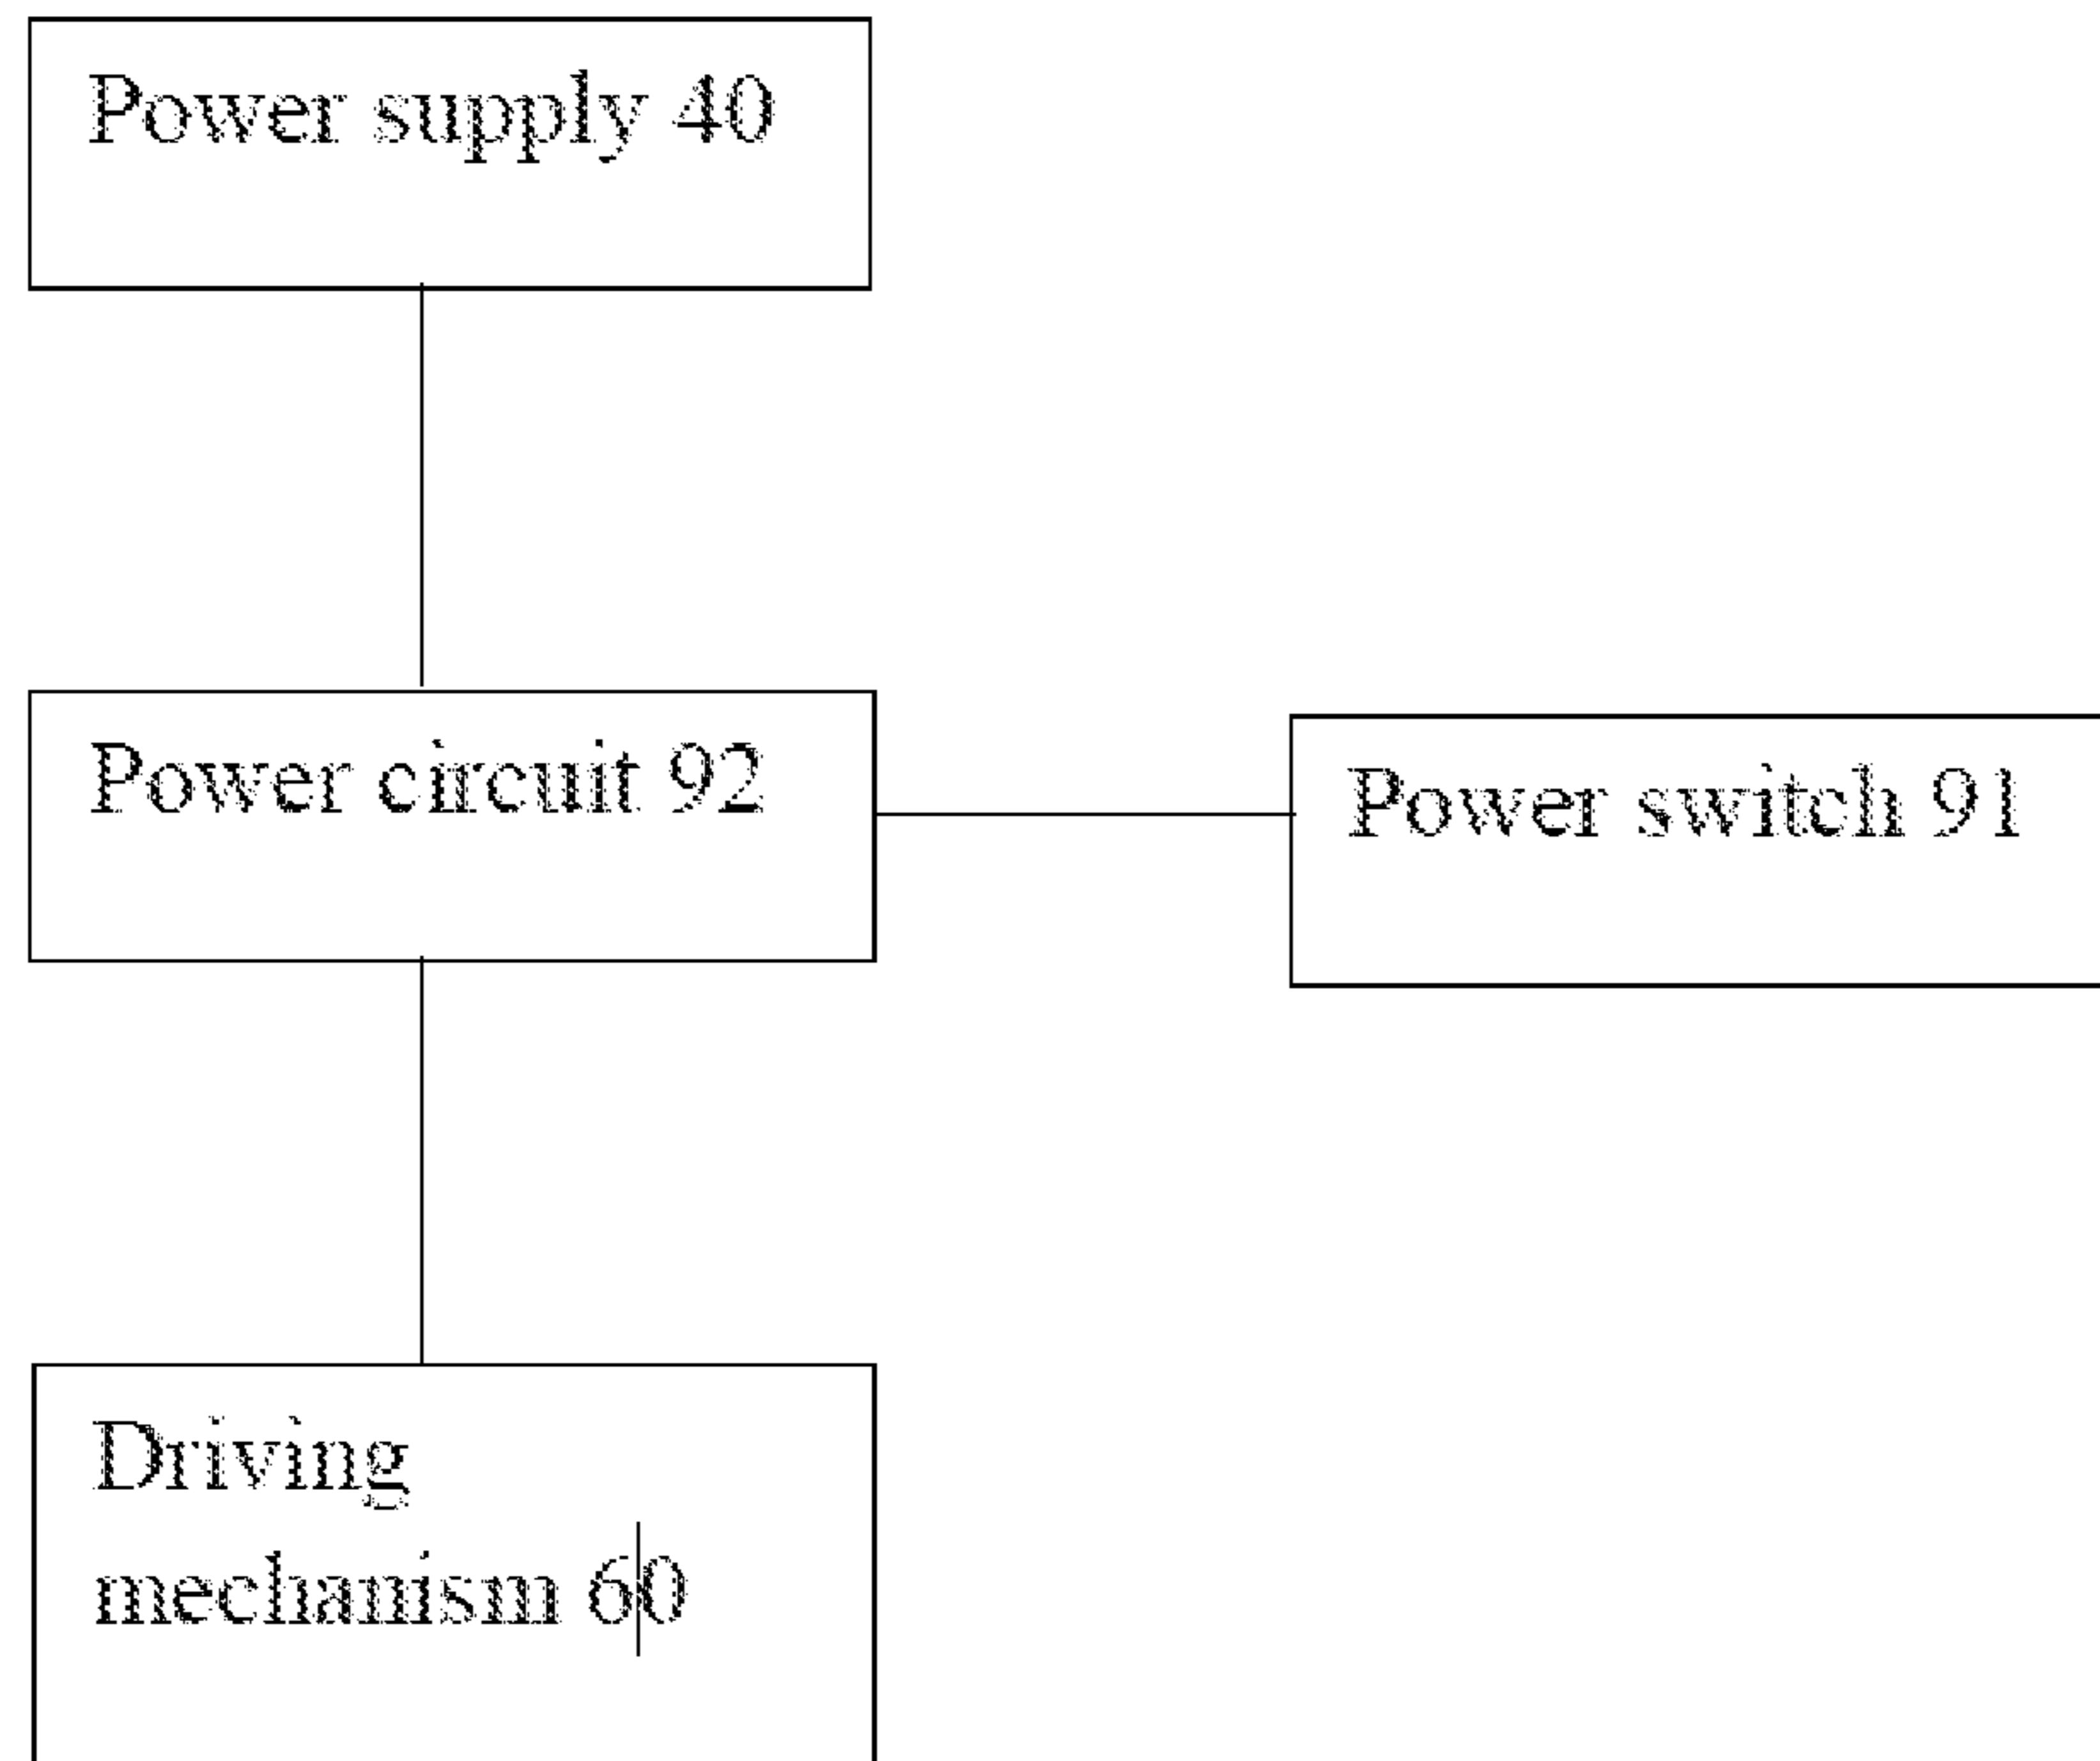 Power supply 40
Power circuit 92
Power switch 91
Driving
mechanism 60